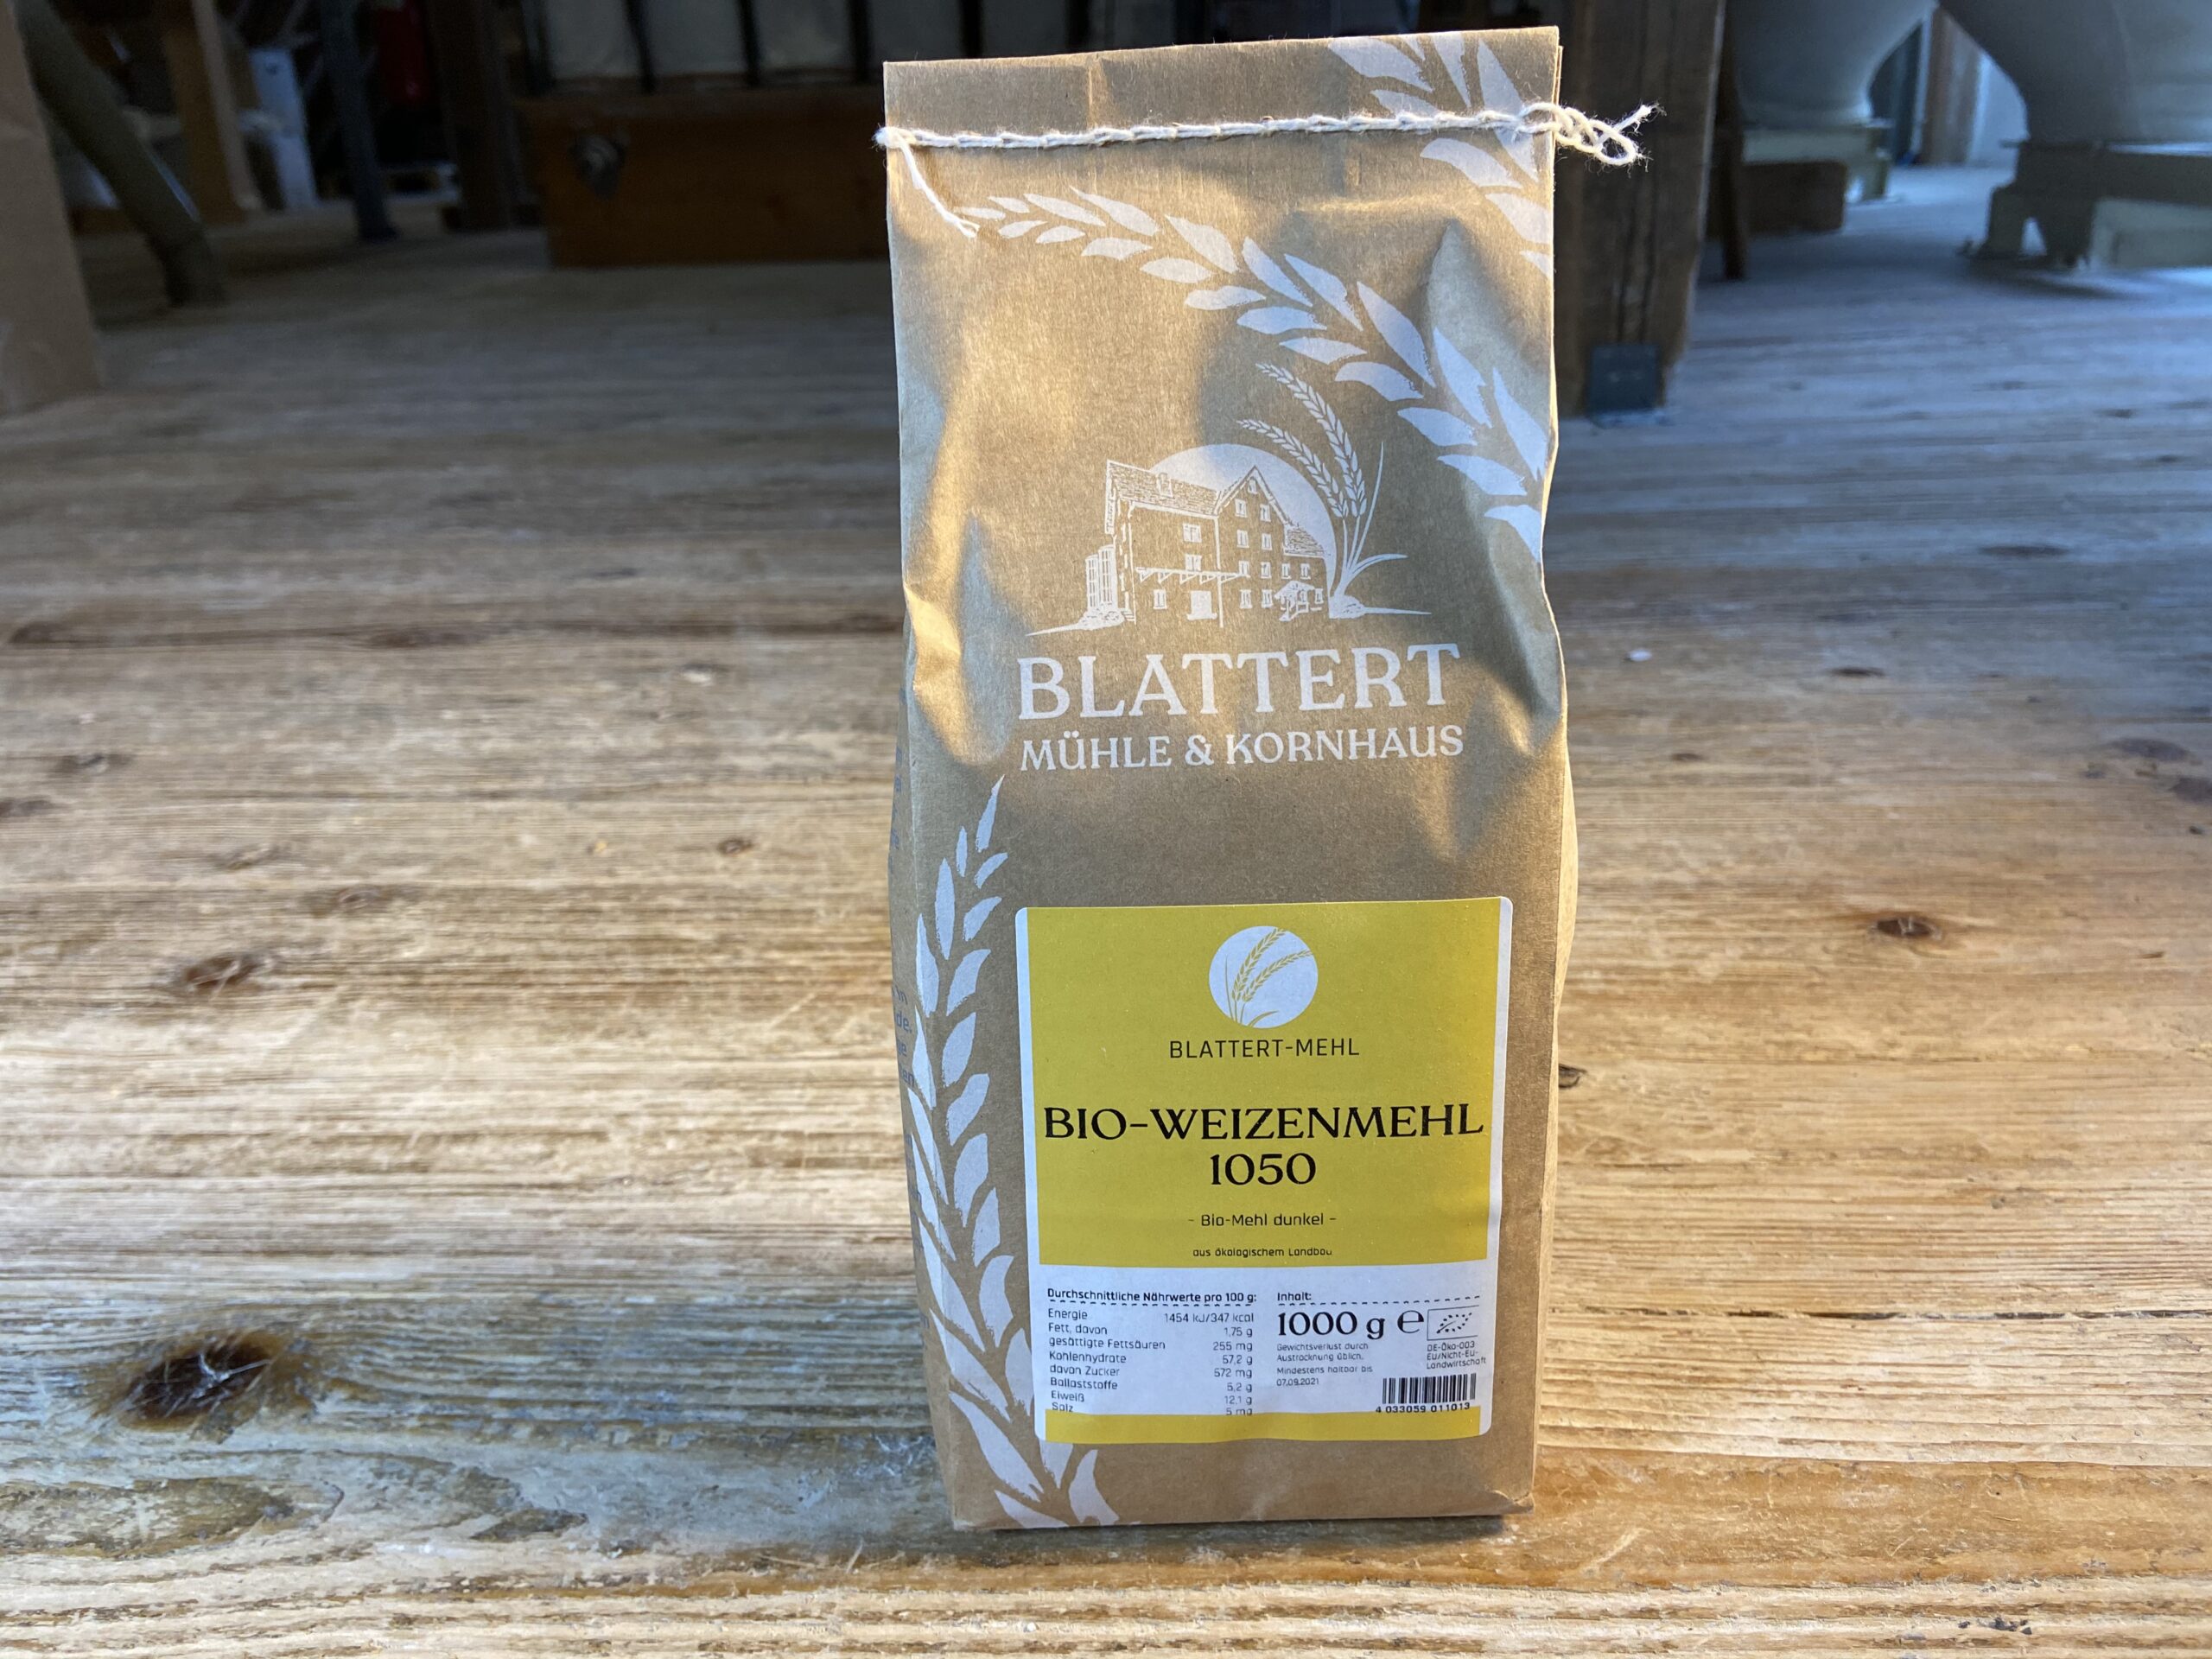 BLATTERT
MÜHLE & KORNHAUS
BLATTERT-MEHL
BIO-WEIZENMEHL
1050
- Bio-Mehl dunkel -
aus ökologischem Landbau
Durchschnittliche Nährwerte pro 100 g:
Energie 1454 kJ/347 kcal
Fett, davon 1,75 g
gesättigte Fettsäuren 255 mg
Kohlenhydrate 57,2 g
davon Zucker 572 mg
Ballaststoffe 5,2 g
Eiweiß 12,1 g
Salz 5 mg
Inhalt:
1000 g ℮
Gewichtsverlust durch
Austrocknung üblich.
Mindestens haltbar bis
07.09.2021
DE-Öko-003
EU/Nicht-EU-
Landwirtschaft
4 033059 011013